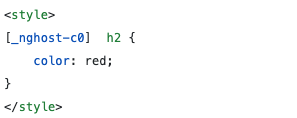 <style>
[_nghost-c0]  h2 {
    color: red;
}
</style>